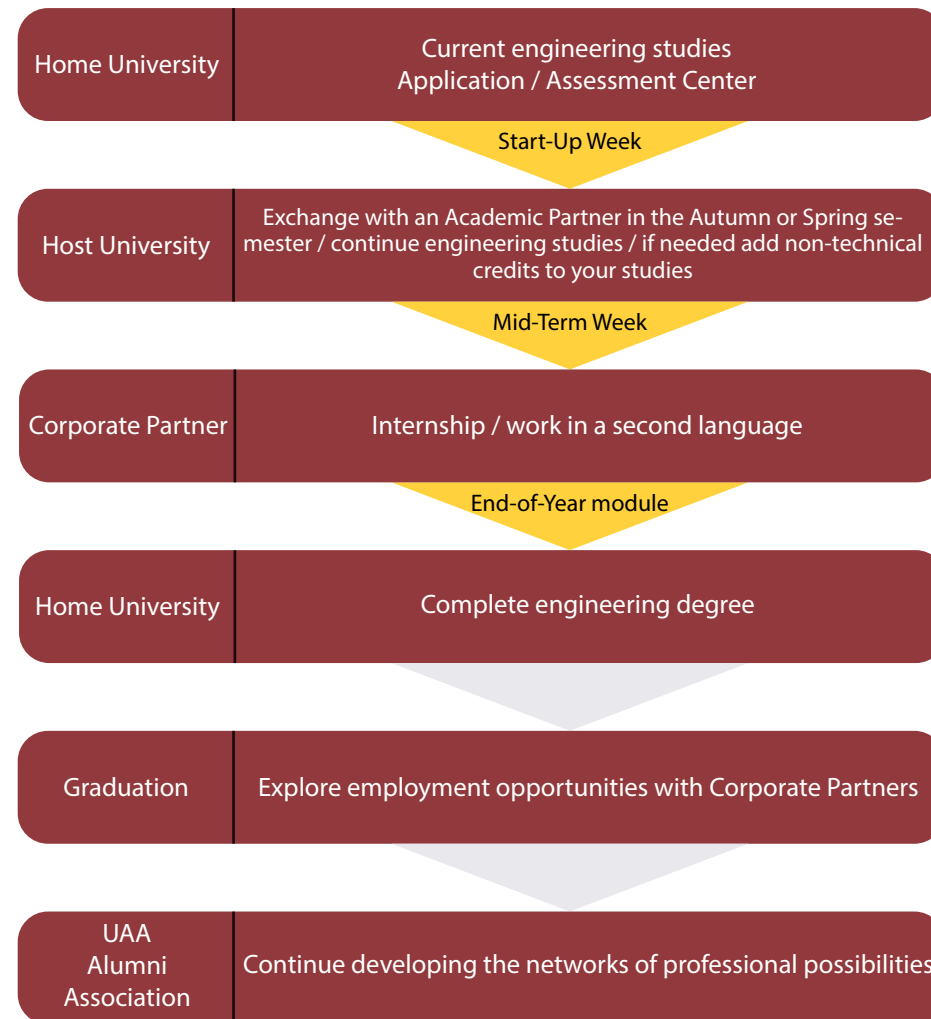 Home University
Current engineering studies
Application / Assessment Center
Start-Up Week
Host University
Exchange with an Academic Partner in the Autumn or Spring se-
mester / continue engineering studies / if needed add non-technical
credits to your studies
Mid-Term Week
Corporate Partner
Internship / work in a second language
End-of-Year module
Home University
Complete engineering degree
Graduation
Explore employment opportunities with Corporate Partners
UAA
Alumni
Association
Continue developing the networks of professional possibilities